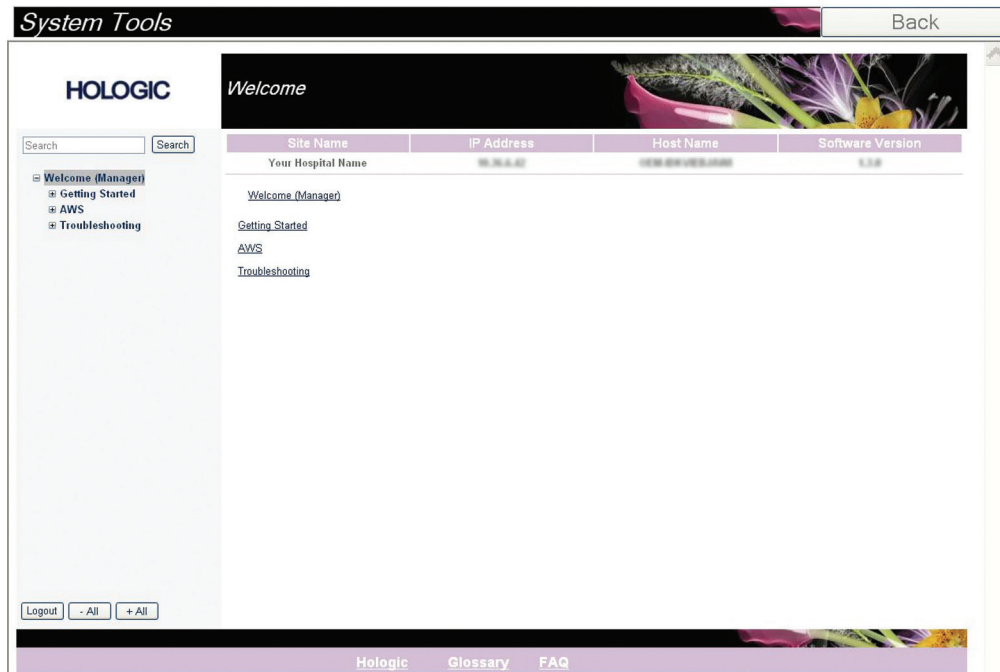 System Tools
Back
HOLOGIC
Welcome
Search
Search
Site Name
IP Address
Host Name
Software Version
Your Hospital Name
Welcome (Manager)
Getting Started
AWS
Troubleshooting
Welcome (Manager)
Getting Started
AWS
Troubleshooting
Logout
- All
+ All
Hologic
Glossary
FAQ